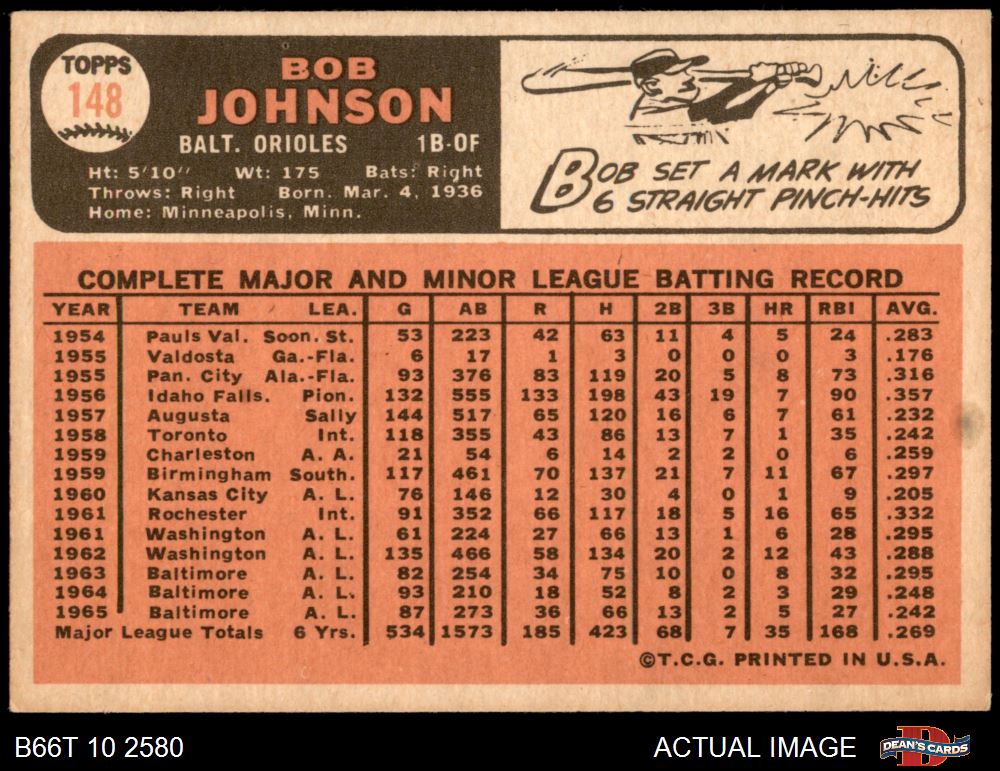 TOPPS
148
BOB
JOHNSON
BALT. ORIOLES 1B-OF
Ht: 5'10" Wt: 175 Bats: Right
Throws: Right Born. Mar. 4, 1936
Home: Minneapolis, Minn.
BOB SET A MARK WITH
6 STRAIGHT PINCH-HITS
COMPLETE MAJOR AND MINOR LEAGUE BATTING RECORD
YEAR TEAM LEA. G AB R H 2B 3B HR RBI AVG.
1954 Pauls Val. Soon. St. 53 223 42 63 11 4 5 24 .283
1955 Valdosta Ga.-Fla. 6 17 1 3 0 0 0 3 .176
1955 Pan. City Ala.-Fla. 93 376 83 119 20 5 8 73 .316
1956 Idaho Falls. Pion. 132 555 133 198 43 19 7 90 .357
1957 Augusta Sally 144 517 65 120 16 6 7 61 .232
1958 Toronto Int. 118 355 43 86 13 7 1 35 .242
1959 Charleston A. A. 21 54 6 14 2 2 0 6 .259
1959 Birmingham South. 117 461 70 137 21 7 11 67 .297
1960 Kansas City A. L. 76 146 12 30 4 0 1 9 .205
1961 Rochester Int. 91 352 66 117 18 5 16 65 .332
1961 Washington A. L. 61 224 27 66 13 1 6 28 .295
1962 Washington A. L. 135 466 58 134 20 2 12 43 .288
1963 Baltimore A. L. 82 254 34 75 10 0 8 32 .295
1964 Baltimore A. L. 93 210 18 52 8 2 3 29 .248
1965 Baltimore A. L. 87 273 36 66 13 2 5 27 .242
Major League Totals 6 Yrs. 534 1573 185 423 68 7 35 168 .269
©T.C.G. PRINTED IN U.S.A.
B66T 10 2580 ACTUAL IMAGE DEAN'S CARDS